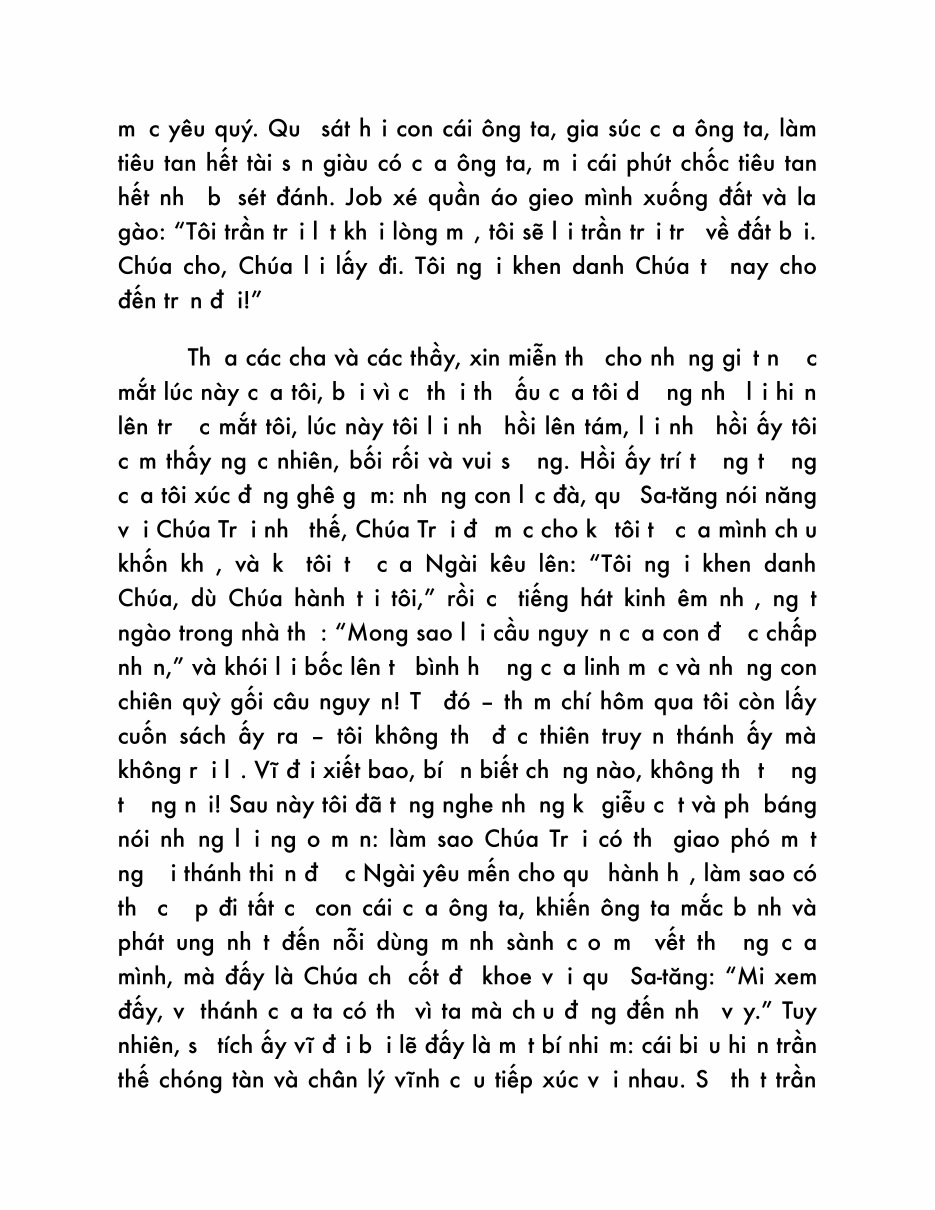 m c yêu quý. Qu sát h i con cái ông ta, gia súc c a ông ta, làm
tiêu tan hết tài s n giàu có c a ông ta, m i cái phút chốc tiêu tan
hết nh b sét đánh. Job xé quần áo gieo mình xuống đất và la
gào: “Tôi trần tr i l t kh i lòng m , tôi sẽ l i trần tr i tr về đất b i.
Chúa cho, Chúa l i lấy đi. Tôi ng i khen danh Chúa t nay cho
đến tr n đ i!”
Th a các cha và các thầy, xin miễn th cho nh ng gi t n c
mắt lúc này c a tôi, b i vì c th i th ấu c a tôi d ng nh l i hi n
lên tr c mắt tôi, lúc này tôi l i nh hồi lên tám, l i nh hồi ấy tôi
c m thấy ng c nhiên, bối rối và vui s ng. Hồi ấy trí t ng t ng
c a tôi xúc đ ng ghê g m: nh ng con l c đà, qu Sa-tăng nói năng
v i Chúa Tr i nh thế, Chúa Tr i đ m c cho k tôi t c a mình ch u
khốn kh , và k tôi t c a Ngài kêu lên: “Tôi ng i khen danh
Chúa, dù Chúa hành t i tôi,” rồi c tiếng hát kinh êm nh , ng t
ngào trong nhà th : “Mong sao l i cầu nguy n c a con đ c chấp
nh n,” và khói l i bốc lên t bình h ng c a linh m c và nh ng con
chiên quỳ gối câu nguy n! T đó – th m chí hôm qua tôi còn lấy
cuốn sách ấy ra – tôi không th đ c thiên truy n thánh ấy mà
không r i l . Vĩ đ i xiết bao, bí n biết ch ng nào, không th t ng
t ng n i! Sau này tôi đã t ng nghe nh ng k giễu c t và ph báng
nói nh ng l i ng o m n: làm sao Chúa Tr i có th giao phó m t
ng i thánh thi n đ c Ngài yêu mến cho qu hành h , làm sao có
th c p đi tất c con cái c a ông ta, khiến ông ta mắc b nh và
phát ung nh t đến nỗi dùng m nh sành c o m vết th ng c a
mình, mà đấy là Chúa ch cốt đ khoe v i qu Sa-tăng: “Mi xem
đấy, v thánh c a ta có th vì ta mà ch u đ ng đến nh v y.” Tuy
nhiên, s tích ấy vĩ đ i b i lẽ đấy là m t bí nhi m: cái bi u hi n trần
thế chóng tàn và chân lý vĩnh c u tiếp xúc v i nhau. S th t trần